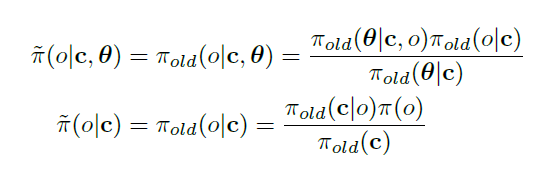 π̃(o|c, θ) = π_old(o|c, θ) = π_old(θ|c, o)π_old(o|c) / π_old(θ|c)
π̃(o|c) = π_old(o|c) = π_old(c|o)π(o) / π_old(c)